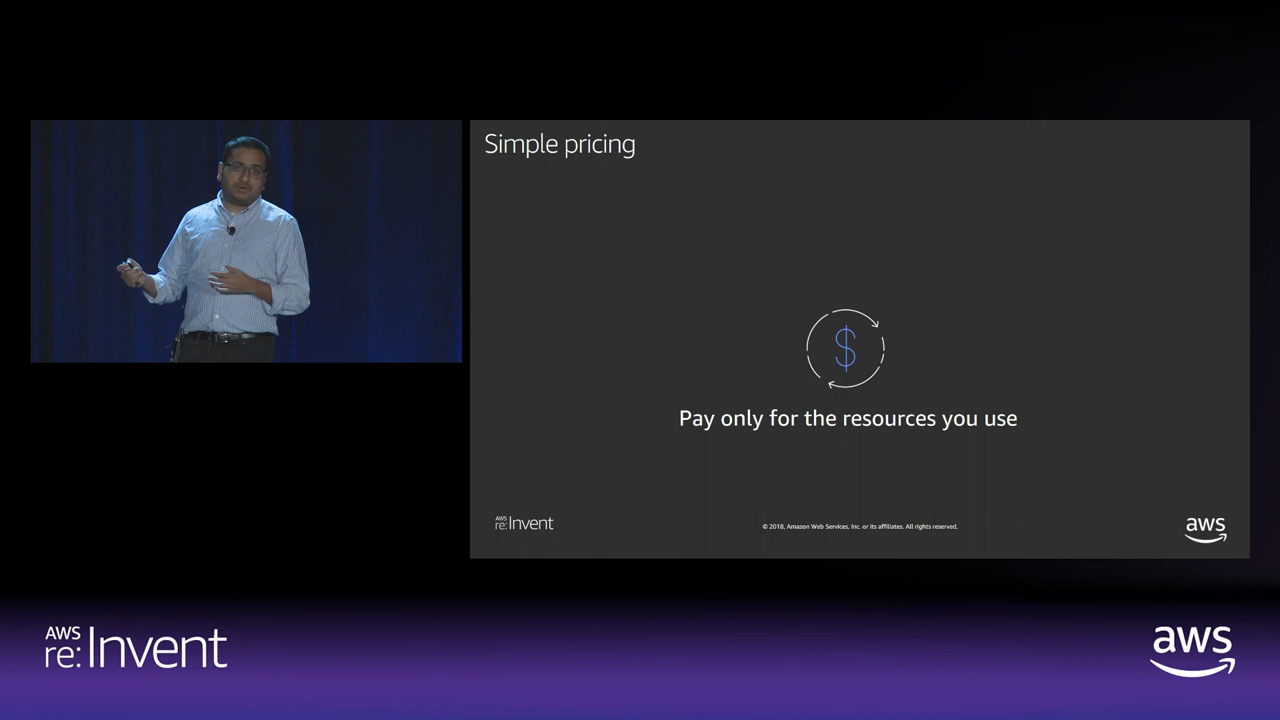 Simple pricing
$
Pay only for the resources you use
AWS
re:Invent
© 2018, Amazon Web Services, Inc. or its affiliates. All rights reserved.
aws
AWS
re:Invent
aws